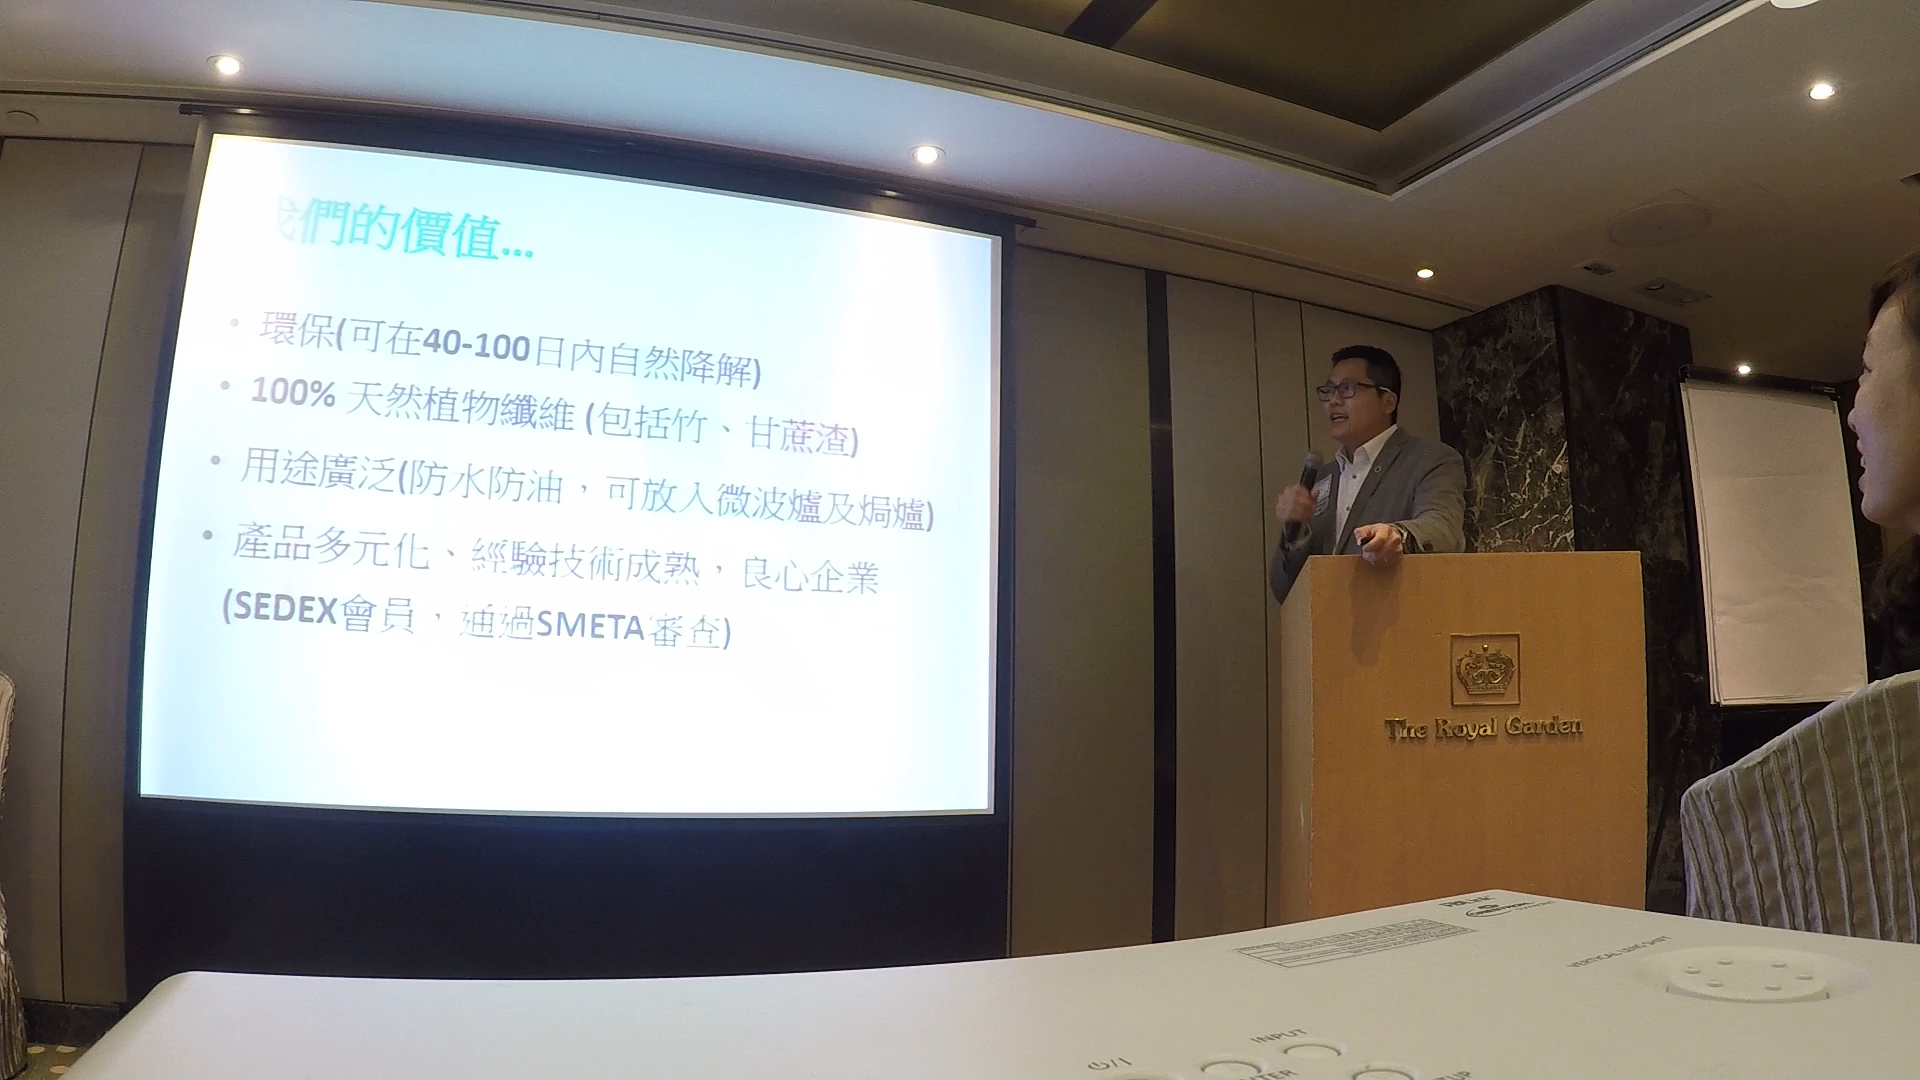 我們的價值...
• 環保(可在40-100日內自然降解)
• 100% 天然植物纖維 (包括竹、甘蔗渣)
• 用途廣泛(防水防油，可放入微波爐及焗爐)
• 產品多元化、經驗技術成熟，良心企業
(SEDEX會員，通過SMETA審查)
The Royal Garden
VERTICAL LENS SHIFT
INPUT